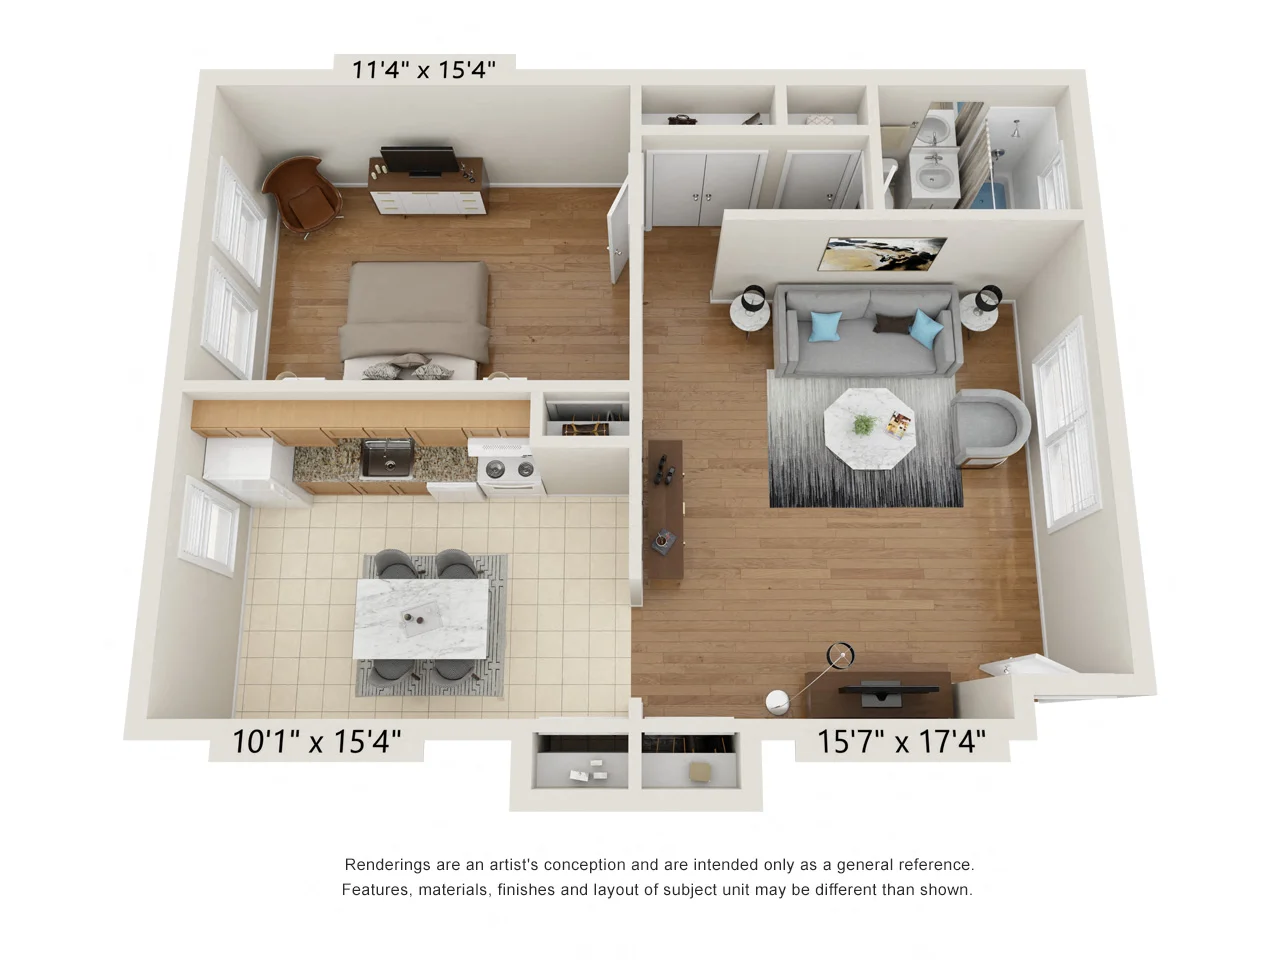 11'4" x 15'4"
10'1" x 15'4"
15'7" x 17'4"
Renderings are an artist's conception and are intended only as a general reference.
Features, materials, finishes and layout of subject unit may be different than shown.